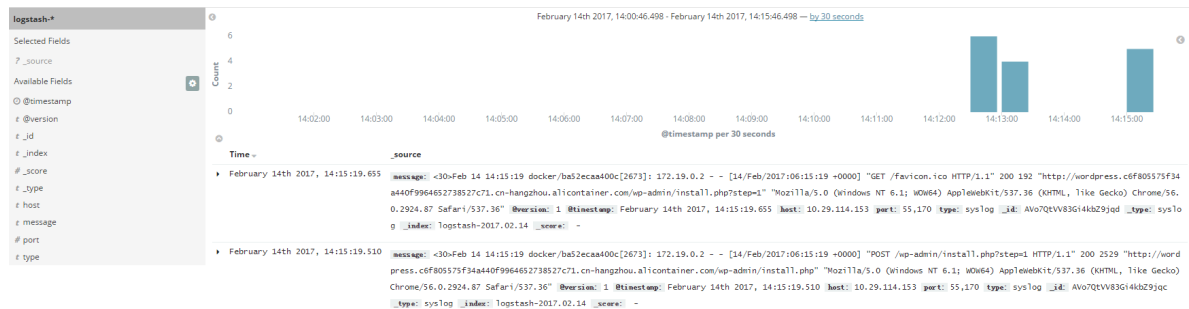 logstash-*
Selected Fields
? _source
Available Fields
@timestamp
t @version
t _id
t _index
# _score
t _type
t host
t message
# port
t type
February 14th 2017, 14:00:46.498 - February 14th 2017, 14:15:46.498 — by 30 seconds
Count
6
4
2
0
14:02:00 14:03:00 14:04:00 14:05:00 14:06:00 14:07:00 14:08:00 14:09:00 14:10:00 14:11:00 14:12:00 14:13:00 14:14:00 14:15:00
@timestamp per 30 seconds
Time _source
February 14th 2017, 14:15:19.655 message: <30>Feb 14 14:15:19 docker/ba52ecaa400c[2673]: 172.19.0.2 - - [14/Feb/2017:06:15:19 +0000] "GET /favicon.ico HTTP/1.1" 200 192 "http://wordpress.c6f805575f34
a440f9964652738527c71.cn-hangzhou.alicontainer.com/wp-admin/install.php?step=1" "Mozilla/5.0 (Windows NT 6.1; WOW64) AppleWebKit/537.36 (KHTML, like Gecko) Chrome/56.
0.2924.87 Safari/537.36" @version: 1 @timestamp: February 14th 2017, 14:15:19.655 host: 10.29.114.153 port: 55,170 type: syslog _id: AVo7QtVV83Gi4kbZ9jqd _type: syslo
g _index: logstash-2017.02.14 _score: -
February 14th 2017, 14:15:19.510 message: <30>Feb 14 14:15:19 docker/ba52ecaa400c[2673]: 172.19.0.2 - - [14/Feb/2017:06:15:19 +0000] "POST /wp-admin/install.php?step=1 HTTP/1.1" 200 2529 "http://word
press.c6f805575f34a440f9964652738527c71.cn-hangzhou.alicontainer.com/wp-admin/install.php" "Mozilla/5.0 (Windows NT 6.1; WOW64) AppleWebKit/537.36 (KHTML, like Gecko)
Chrome/56.0.2924.87 Safari/537.36" @version: 1 @timestamp: February 14th 2017, 14:15:19.510 host: 10.29.114.153 port: 55,170 type: syslog _id: AVo7QtVV83Gi4kbZ9jqc
_type: syslog _index: logstash-2017.02.14 _score: -